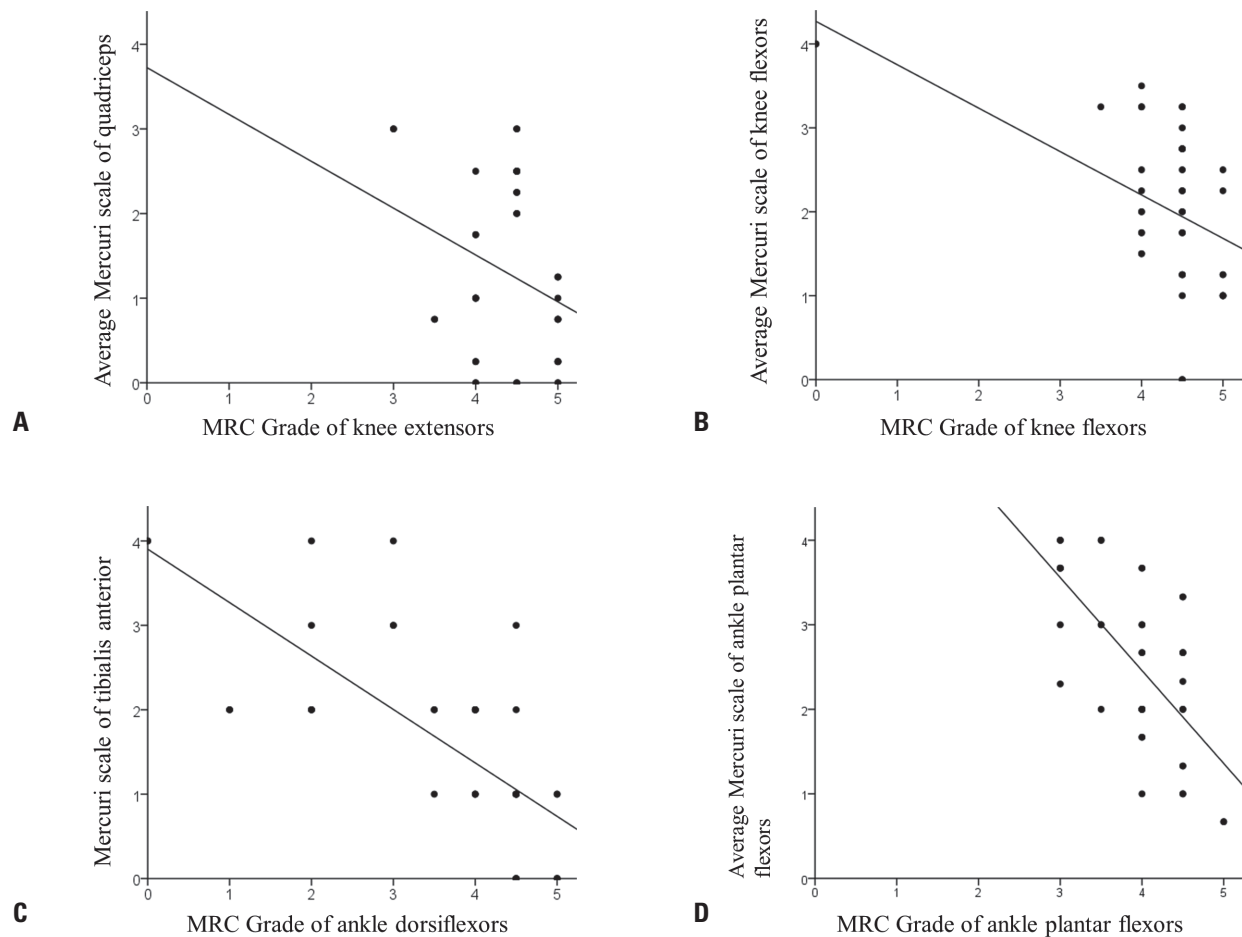 Average Mercuri scale of quadriceps
4
3
2
1
0
0 1 2 3 4 5
MRC Grade of knee extensors
A
Average Mercuri scale of knee flexors
4
3
2
1
0
0 1 2 3 4 5
MRC Grade of knee flexors
B
Mercuri scale of tibialis anterior
4
3
2
1
0
0 1 2 3 4 5
MRC Grade of ankle dorsiflexors
C
Average Mercuri scale of ankle plantar
flexors
4
3
2
1
0
0 1 2 3 4 5
MRC Grade of ankle plantar flexors
D